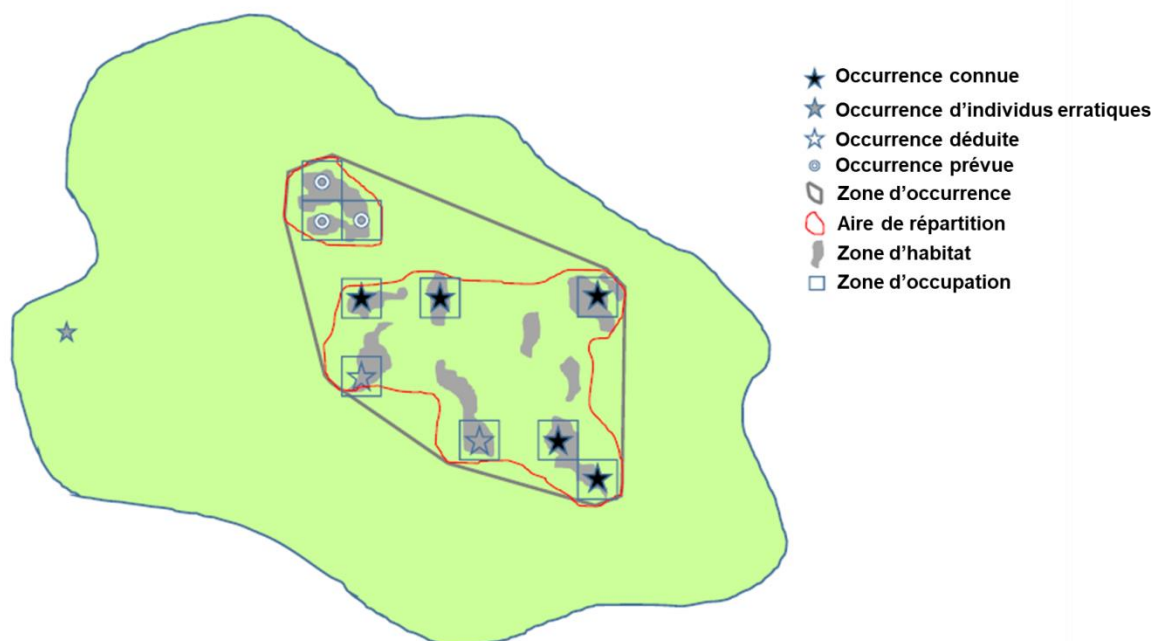 Occurrence connue
Occurrence d'individus erratiques
Occurrence déduite
Occurrence prévue
Zone d'occurrence
Aire de répartition
Zone d'habitat
Zone d'occupation